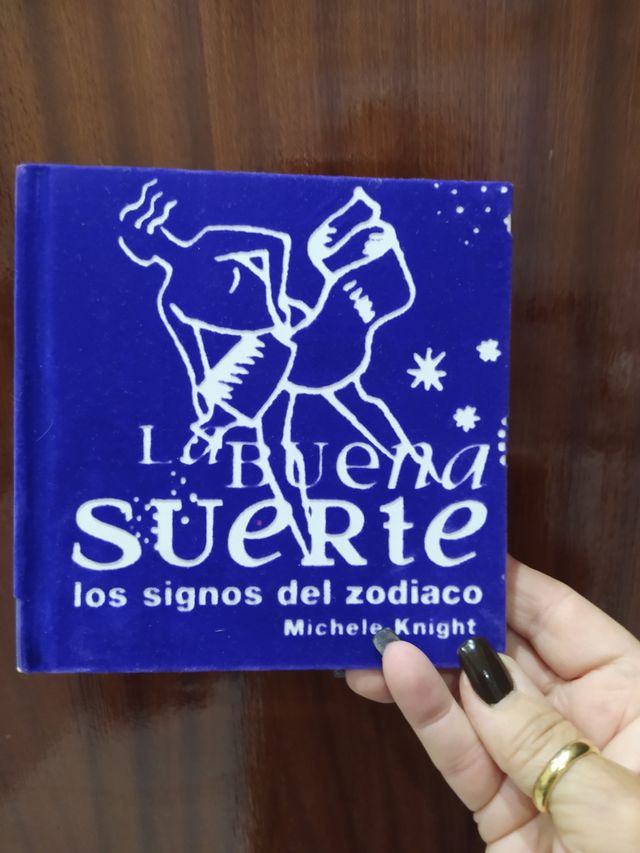 La BUena
SUeRte
los signos del zodiaco
Michele Knight